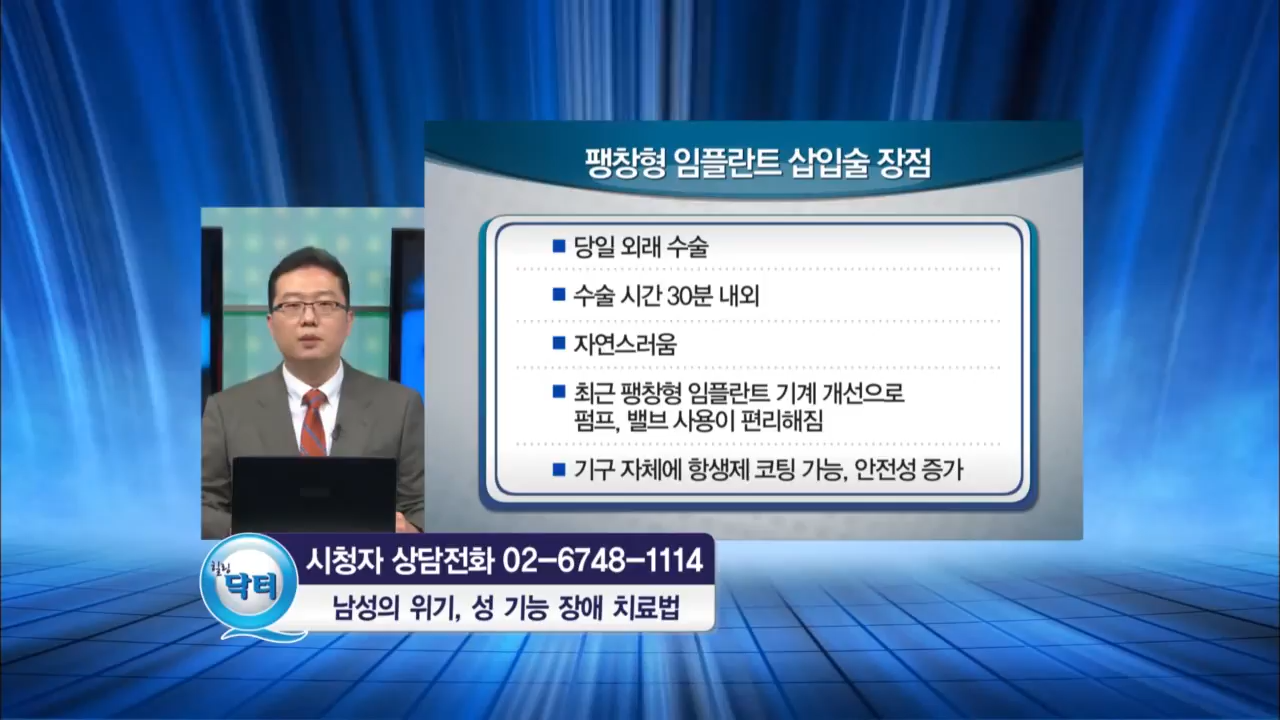 팽창형 임플란트 삽입술 장점
■ 당일 외래 수술
■ 수술 시간 30분 내외
■ 자연스러움
■ 최근 팽창형 임플란트 기계 개선으로
펌프, 밸브 사용이 편리해짐
■ 기구 자체에 항생제 코팅 가능, 안전성 증가
힐링
닥터
시청자 상담전화 02-6748-1114
남성의 위기, 성 기능 장애 치료법